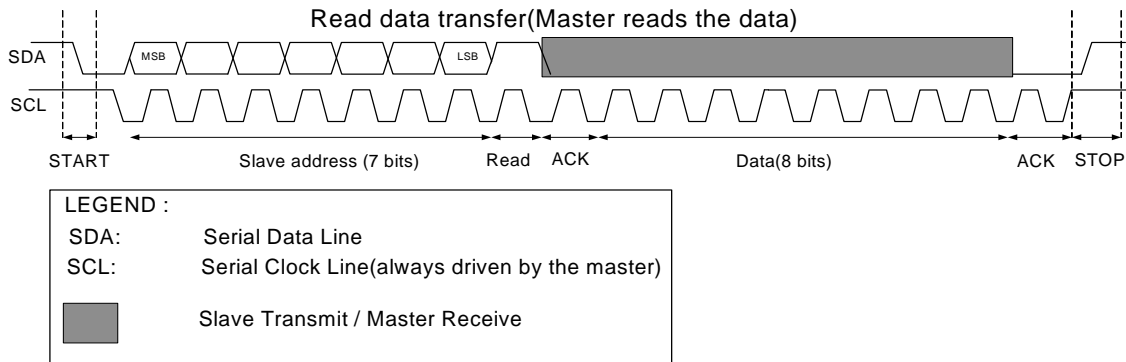 Read data transfer(Master reads the data)
SDA
MSB
LSB
SCL
START
Slave address (7 bits)
Read
ACK
Data(8 bits)
ACK
STOP
LEGEND :
SDA: Serial Data Line
SCL: Serial Clock Line(always driven by the master)
Slave Transmit / Master Receive